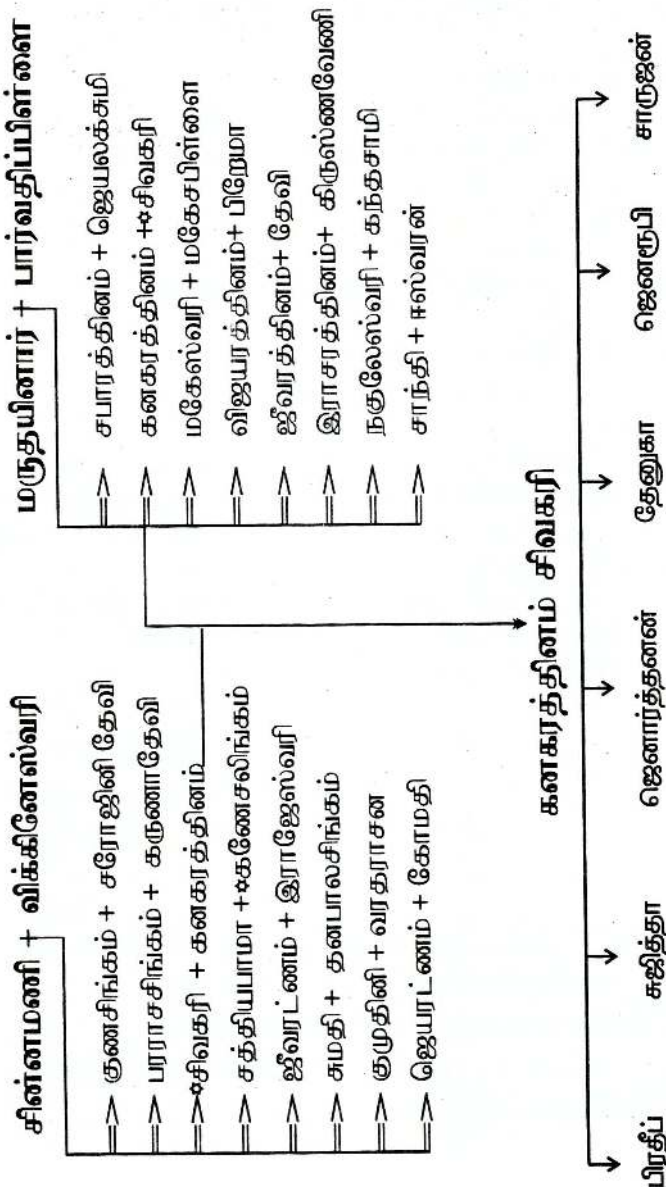 சின்னமணி + விக்கினேஸ்வரி
குணசிங்கம் + சரோஜினி தேவி
பரராசசிங்கம் + கருணாதேவி
¤சிவகரி + கனகரத்தினம்
சத்தியபாமா +¤கணேசலிங்கம்
ஜீவரட்ணம் + இராஜேஸ்வரி
சுமதி + தனபாலசிங்கம்
குமுதினி + வரதராசன
ஜெயரட்ணம் + கோமதி
மருதயினார் + பார்வதிப்பிள்ளை
சபாரத்தினம் + ஜெயலக்சுமி
கனகரத்தினம் +¤சிவகரி
மகேஸ்வரி + மகேசபிள்ளை
விஜயரத்தினம்+ பிறேமா
ஜீவரத்தினம்+ தேவி
இராசரத்தினம்+ கிருஸ்ணவேணி
நகுலேஸ்வரி + கந்தசாமி
சாந்தி + ஈஸ்வரன்
கனகரத்தினம் சிவகரி
பிரதீப் சுஜித்தா ஜெனார்த்தனன் தேனுகா ஜெனரூபி சாருஜன்